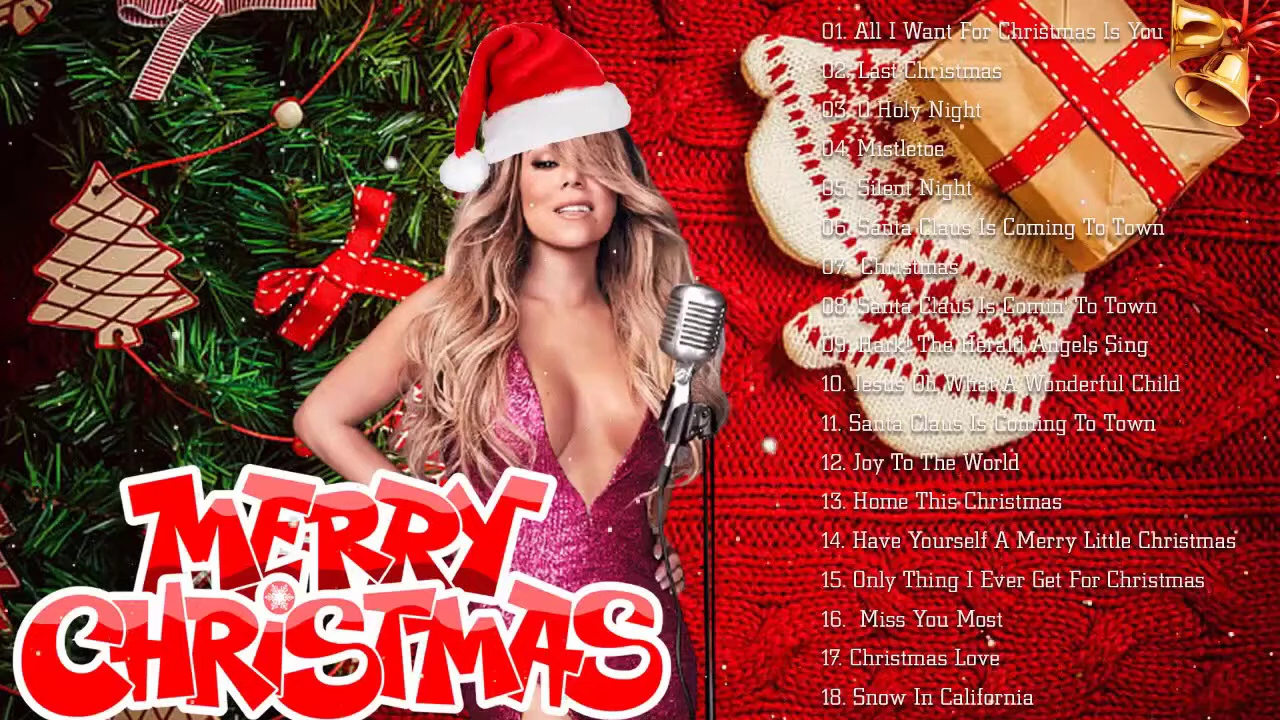 MERRY
CHRISTMAS
01. All I Want For Christmas Is You
02. Last Christmas
03. O Holy Night
04. Mistletoe
05. Silent Night
06. Santa Claus Is Coming To Town
07. Christmas
08. Santa Claus Is Comin' To Town
09. Hark! The Herald Angels Sing
10. Jesus Oh What A Wonderful Child
11. Santa Claus Is Coming To Town
12. Joy To The World
13. Home This Christmas
14. Have Yourself A Merry Little Christmas
15. Only Thing I Ever Get For Christmas
16. Miss You Most
17. Christmas Love
18. Snow In California